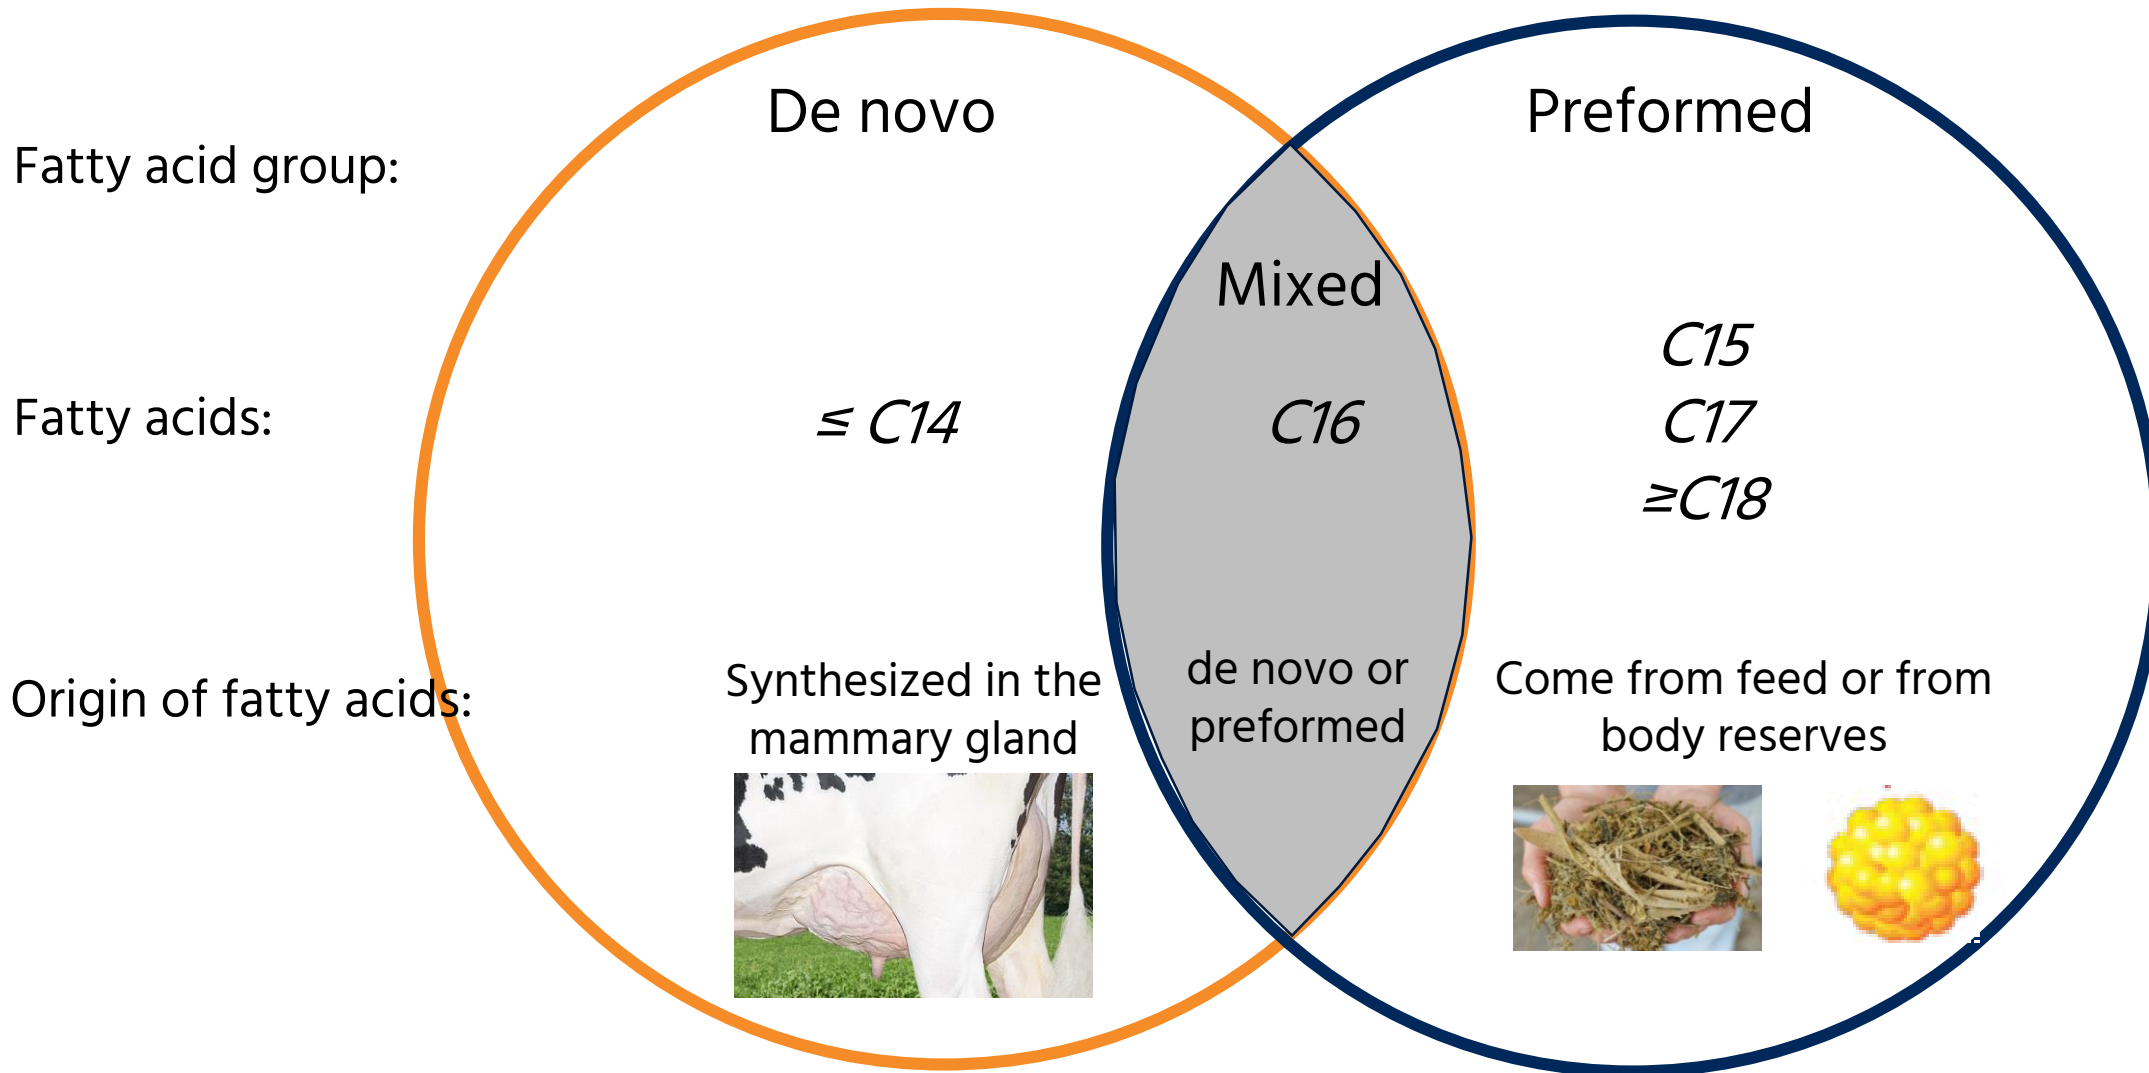 De novo
Preformed
Fatty acid group:
Mixed
Fatty acids:
≤ C14
C16
C15
C17
≥C18
Origin of fatty acids:
Synthesized in the
mammary gland
de novo or
preformed
Come from feed or from
body reserves